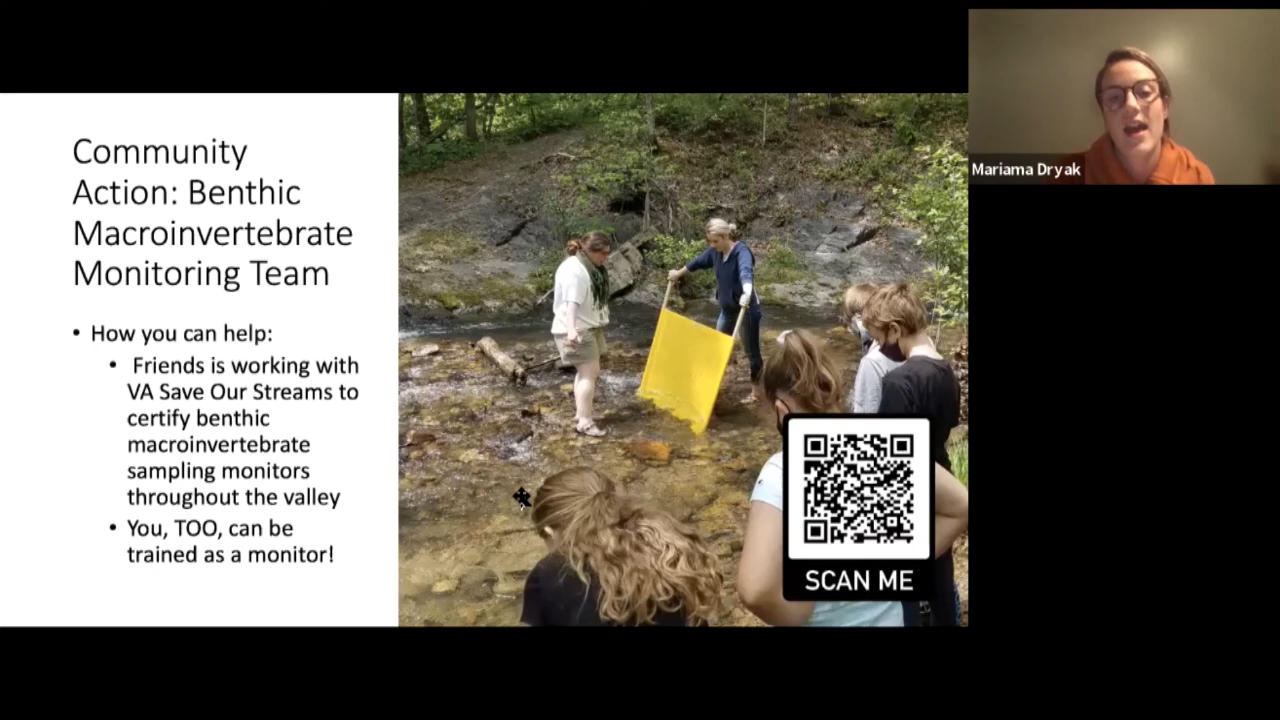 Community
Action: Benthic
Macroinvertebrate
Monitoring Team
• How you can help:
• Friends is working with
VA Save Our Streams to
certify benthic
macroinvertebrate
sampling monitors
throughout the valley
• You, TOO, can be
trained as a monitor!
SCAN ME
Mariama Dryak